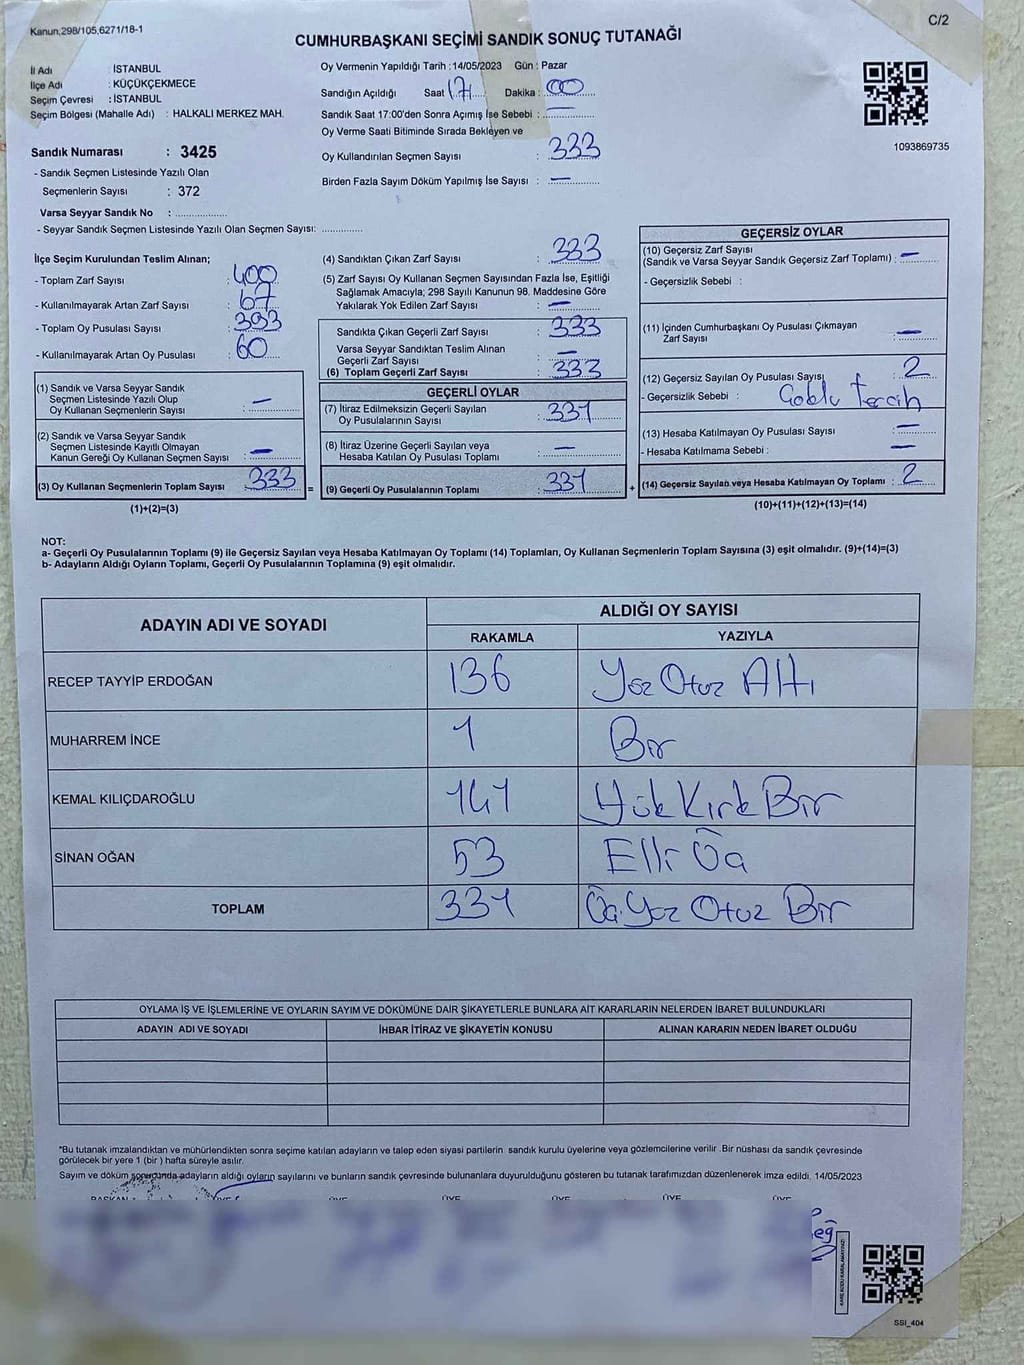 Kanun;298/105,6271/18-1
C/2
CUMHURBAŞKANI SEÇİMİ SANDIK SONUÇ TUTANAĞI
İl Adı : İSTANBUL
İlçe Adı : KÜÇÜKÇEKMECE
Seçim Çevresi : İSTANBUL
Seçim Bölgesi (Mahalle Adı) : HALKALI MERKEZ MAH.
Sandık Numarası : 3425
- Sandık Seçmen Listesinde Yazılı Olan
Seçmenlerin Sayısı : 372
Varsa Seyyar Sandık No : ..................
- Seyyar Sandık Seçmen Listesinde Yazılı Olan Seçmen Sayısı: ..............
Oy Vermenin Yapıldığı Tarih : 14/05/2023 Gün : Pazar
Sandığın Açıldığı Saat 17 Dakika : 00
Sandık Saat 17:00'den Sonra Açımış İse Sebebi : —
Oy Verme Saati Bitiminde Sırada Bekleyen ve
Oy Kullandırılan Seçmen Sayısı : 333
Birden Fazla Sayım Döküm Yapılmış İse Sayısı : —
1093869735
İlçe Seçim Kurulundan Teslim Alınan;
- Toplam Zarf Sayısı : 400
- Kullanılmayarak Artan Zarf Sayısı : 67
- Toplam Oy Pusulası Sayısı : 393
- Kullanılmayarak Artan Oy Pusulası : 60
(1) Sandık ve Varsa Seyyar Sandık
Seçmen Listesinde Yazılı Olup
Oy Kullanan Seçmenlerin Sayısı : —
(2) Sandık ve Varsa Seyyar Sandık
Seçmen Listesinde Kayıtlı Olmayan
Kanun Gereği Oy Kullanan Seçmen Sayısı : —
(3) Oy Kullanan Seçmenlerin Toplam Sayısı : 333
(1)+(2)=(3)
=
(4) Sandıktan Çıkan Zarf Sayısı : 333
(5) Zarf Sayısı Oy Kullanan Seçmen Sayısından Fazla İse, Eşitliği
Sağlamak Amacıyla; 298 Sayılı Kanunun 98. Maddesine Göre
Yakılarak Yok Edilen Zarf Sayısı : —
Sandıkta Çıkan Geçerli Zarf Sayısı : 333
Varsa Seyyar Sandıktan Teslim Alınan
Geçerli Zarf Sayısı : —
(6) Toplam Geçerli Zarf Sayısı : 333
GEÇERLİ OYLAR
(7) İtiraz Edilmeksizin Geçerli Sayılan
Oy Pusulalarının Sayısı : 331
(8) İtiraz Üzerine Geçerli Sayılan veya
Hesaba Katılan Oy Pusulası Toplamı : —
(9) Geçerli Oy Pusulalarının Toplamı : 331
+
GEÇERSİZ OYLAR
(10) Geçersiz Zarf Sayısı
(Sandık ve Varsa Seyyar Sandık Geçersiz Zarf Toplamı) : —
- Geçersizlik Sebebi :
(11) İçinden Cumhurbaşkanı Oy Pusulası Çıkmayan
Zarf Sayısı : —
(12) Geçersiz Sayılan Oy Pusulası Sayısı : 2
- Geçersizlik Sebebi : Çoklu Tercih
(13) Hesaba Katılmayan Oy Pusulası Sayısı : —
- Hesaba Katılmama Sebebi : —
(14) Geçersiz Sayılan veya Hesaba Katılmayan Oy Toplamı : 2
(10)+(11)+(12)+(13)=(14)
NOT:
a- Geçerli Oy Pusulalarının Toplamı (9) ile Geçersiz Sayılan veya Hesaba Katılmayan Oy Toplamı (14) Toplamları, Oy Kullanan Seçmenlerin Toplam Sayısına (3) eşit olmalıdır. (9)+(14)=(3)
b- Adayların Aldığı Oyların Toplamı, Geçerli Oy Pusulalarının Toplamına (9) eşit olmalıdır.
ADAYIN ADI VE SOYADI
ALDIĞI OY SAYISI
RAKAMLA YAZIYLA
RECEP TAYYİP ERDOĞAN 136 Yüz Otuz Altı
MUHARREM İNCE 1 Bir
KEMAL KILIÇDAROĞLU 141 Yüz Kırk Bir
SİNAN OĞAN 53 Elli Üç
TOPLAM 331 Üç Yüz Otuz Bir
OYLAMA İŞ VE İŞLEMLERİNE VE OYLARIN SAYIM VE DÖKÜMÜNE DAİR ŞİKAYETLERLE BUNLARA AİT KARARLARIN NELERDEN İBARET BULUNDUKLARI
ADAYIN ADI VE SOYADI İHBAR İTİRAZ VE ŞİKAYETİN KONUSU ALINAN KARARIN NEDEN İBARET OLDUĞU
*Bu tutanak imzalandıktan ve mühürlendikten sonra seçime katılan adayların ve talep eden siyasi partilerin sandık kurulu üyelerine veya gözlemcilerine verilir. Bir nüshası da sandık çevresinde
görülecek bir yere 1 (bir ) hafta süreyle asılır.
Sayım ve döküm sonucunda adayların aldığı oyların sayılarını ve bunların sandık çevresinde bulunanlara duyurulduğunu gösteren bu tutanak tarafımızdan düzenlenerek imza edildi. 14/05/2023
BAŞKAN ÜYE ÜYE ÜYE ÜYE ÜYE
SSI_404